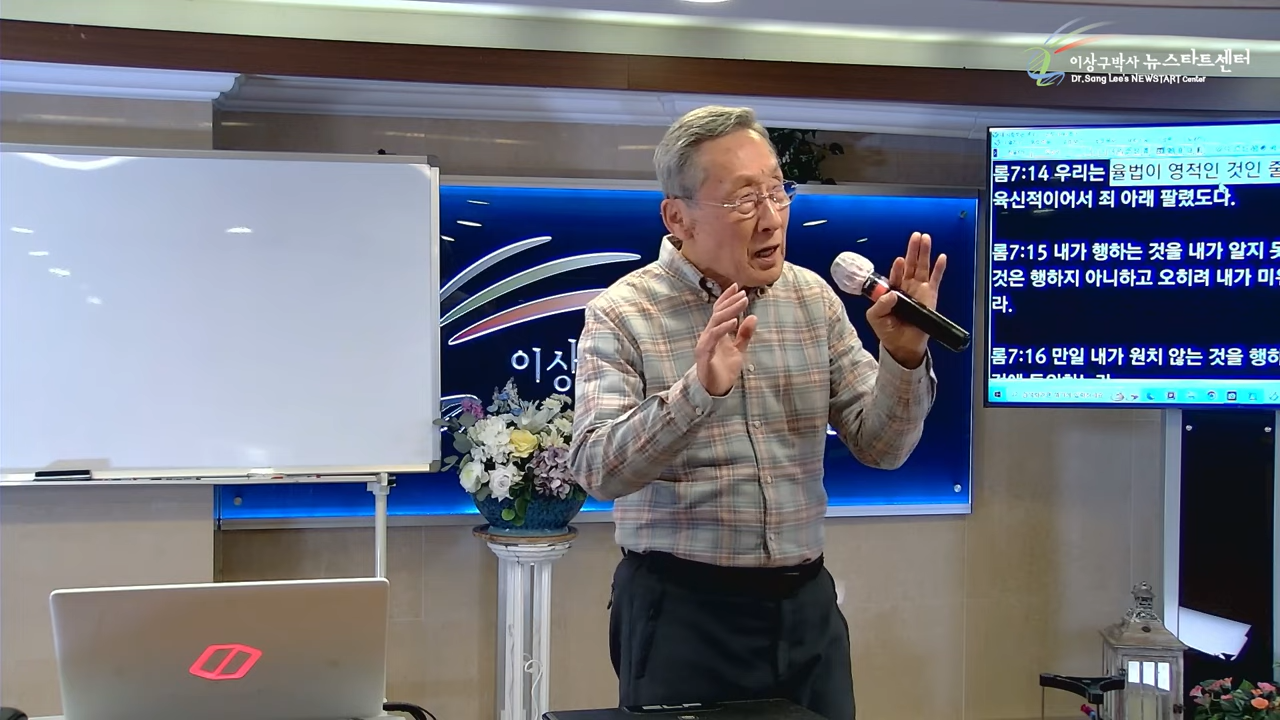 이상구박사 뉴스타트센터
Dr.Sang Lee's NEWSTART Center
롬7:14 우리는 율법이 영적인 것인 줄
육신적이어서 죄 아래 팔렸도다.
롬7:15 내가 행하는 것을 내가 알지 못
것은 행하지 아니하고 오히려 내가 미워
라.
롬7:16 만일 내가 원치 않는 것을 행하
이상